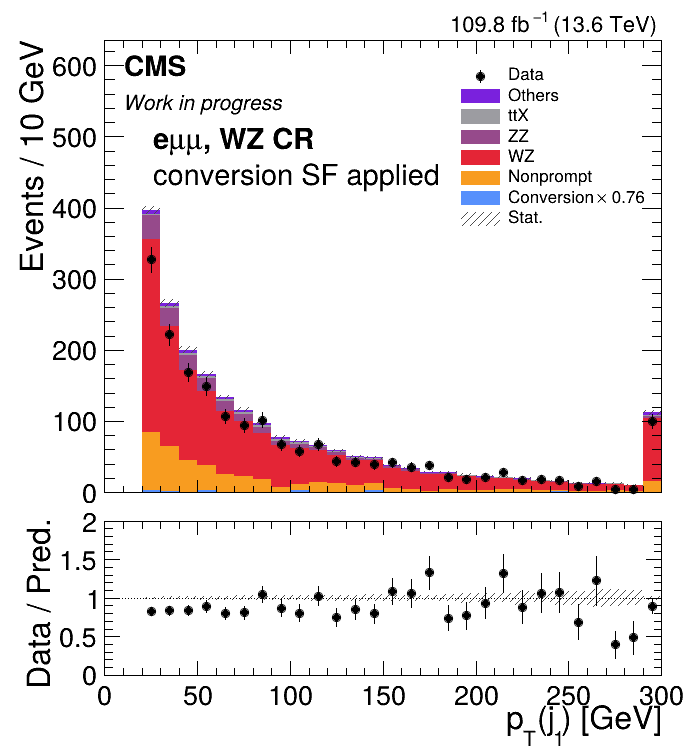 109.8 fb⁻¹ (13.6 TeV)
CMS
Work in progress
eμμ, WZ CR
conversion SF applied
Data
Others
ttX
ZZ
WZ
Nonprompt
Conversion × 0.76
Stat.
Events / 10 GeV
600
500
400
300
200
100
0
Data / Pred.
2
1.5
1
0.5
0
0 50 100 150 200 250 300
p_T(j_1) [GeV]